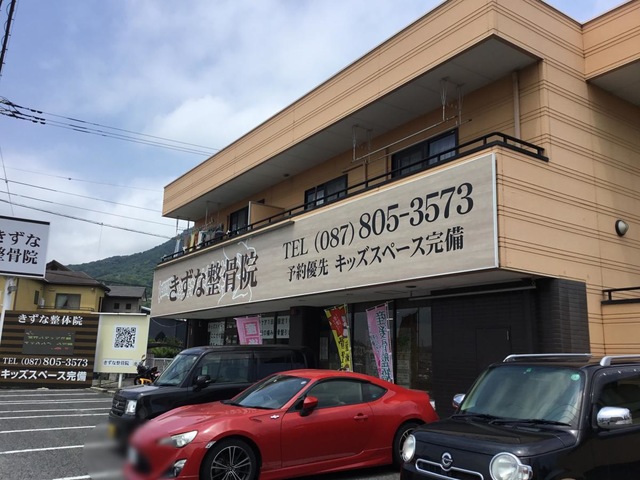 きずな
整骨院
きずな整骨院
TEL (087) 805-3573
予約優先 キッズスペース完備
きずな整体院
TEL (087) 805-3573
キッズスペース完備